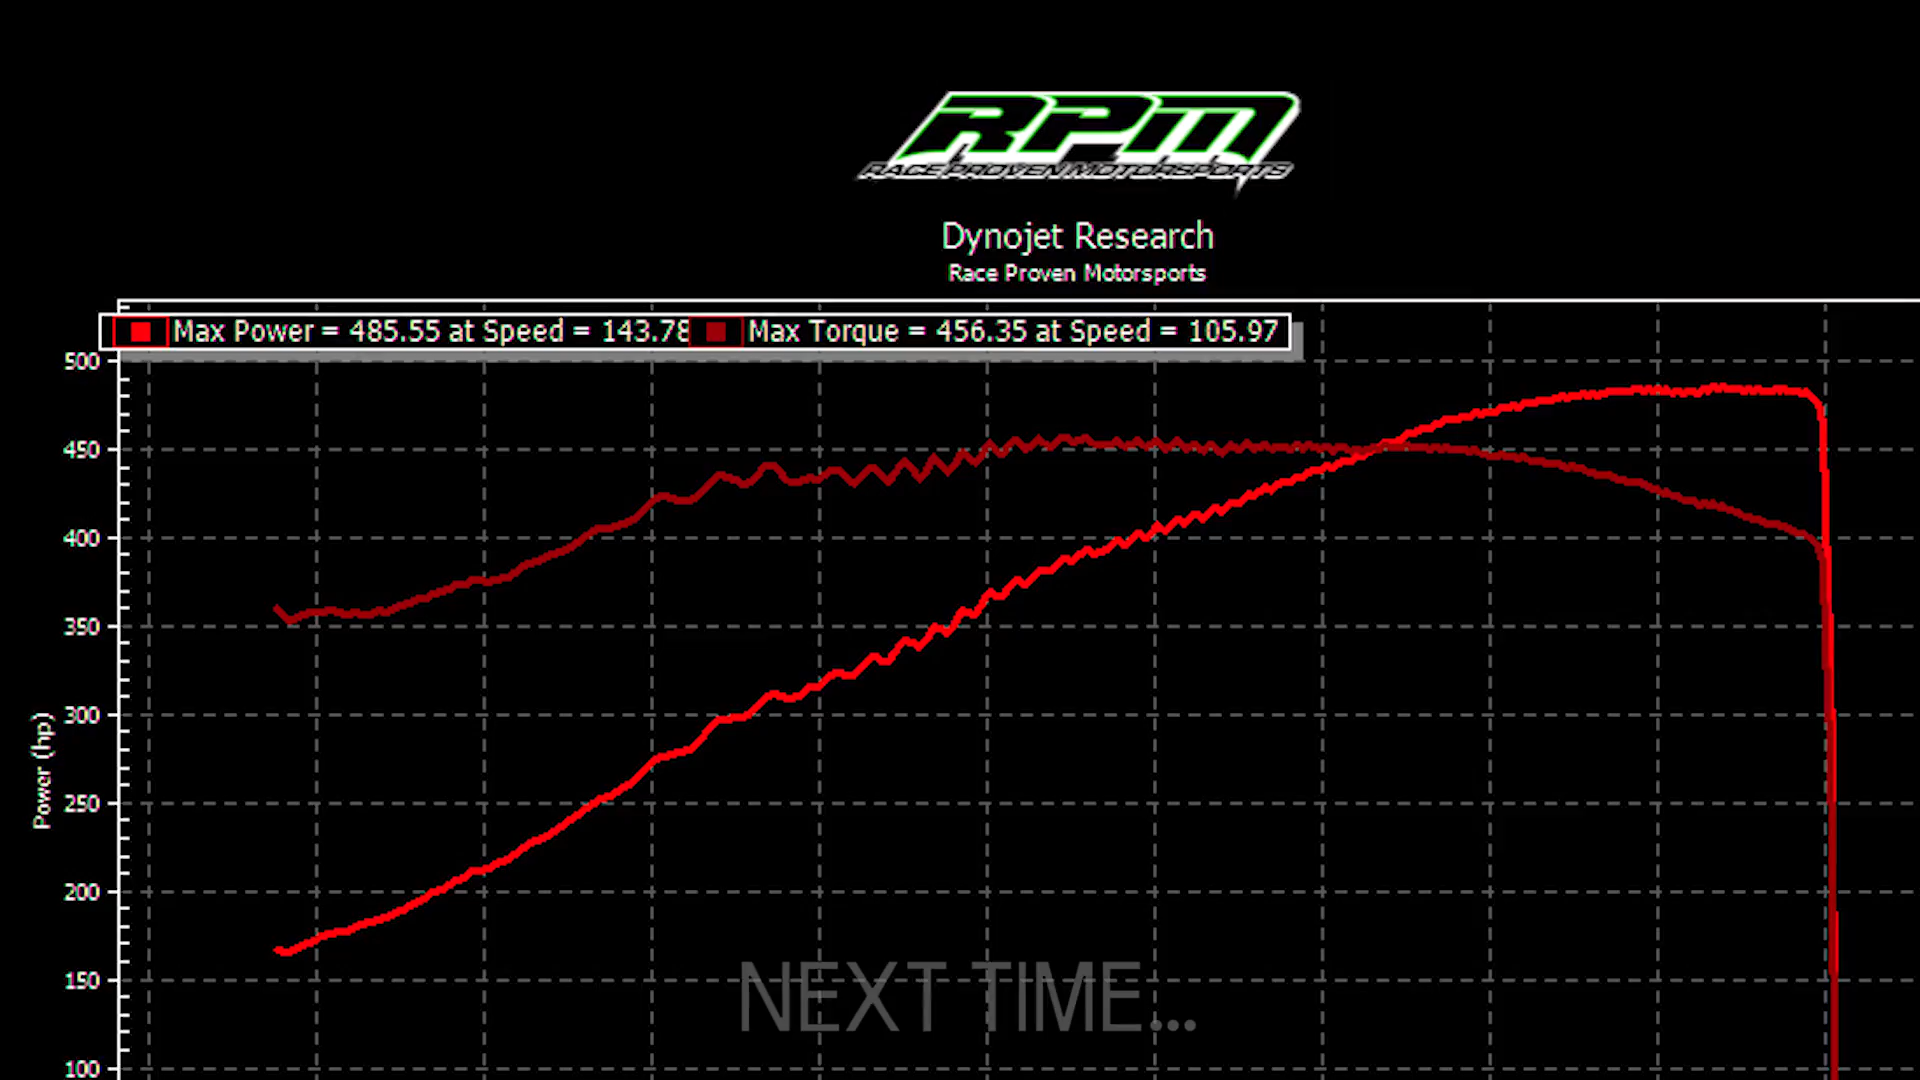 RPM
RACE PROVEN MOTORSPORTS
Dynojet Research
Race Proven Motorsports
Max Power = 485.55 at Speed = 143.78 Max Torque = 456.35 at Speed = 105.97
500
450
400
350
300
250
200
150
100
Power (hp)
NEXT TIME...